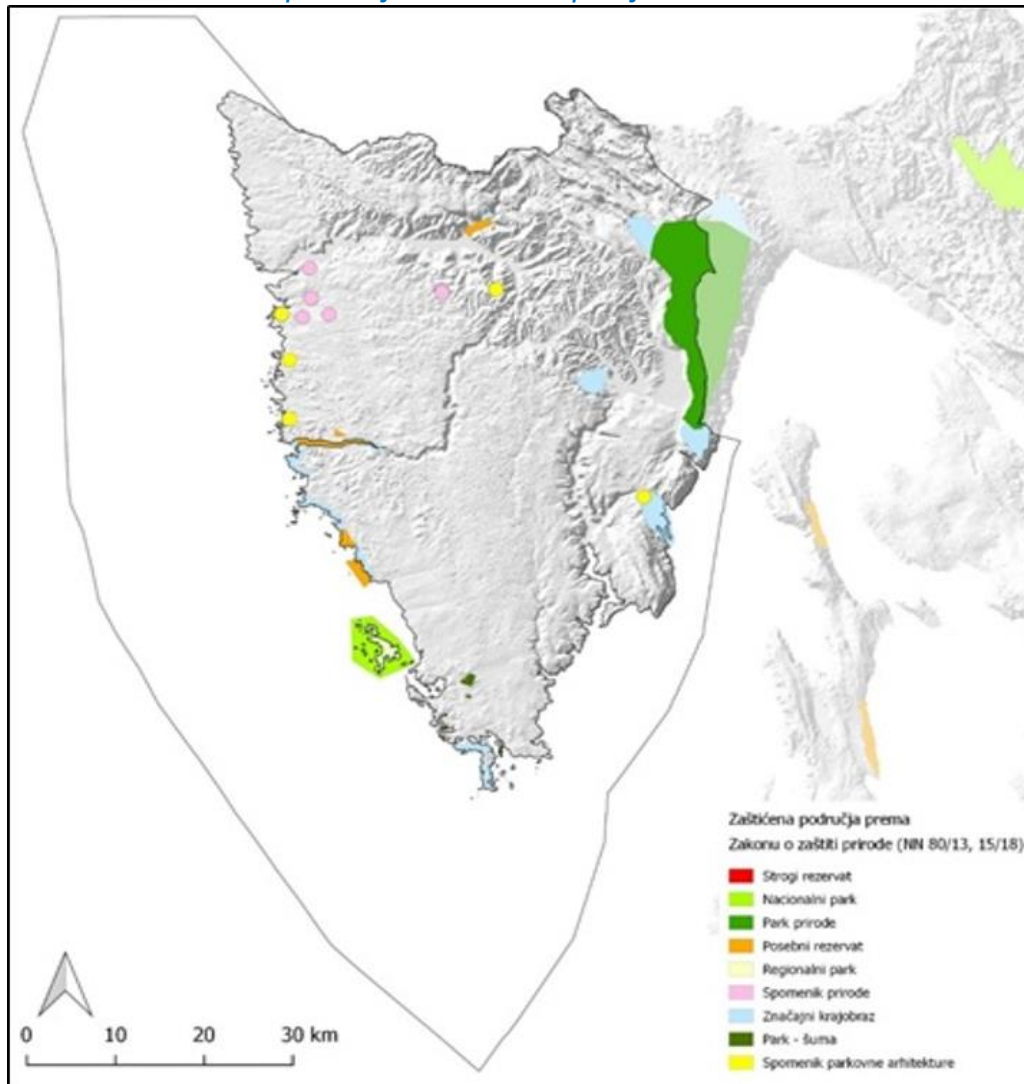 Zaštićena područja prema
Zakonu o zaštiti prirode (NN 80/13, 15/18)
Strogi rezervat
Nacionalni park
Park prirode
Posebni rezervat
Regionalni park
Spomenik prirode
Značajni krajobraz
Park - šuma
Spomenik parkovne arhitekture
0 10 20 30 km